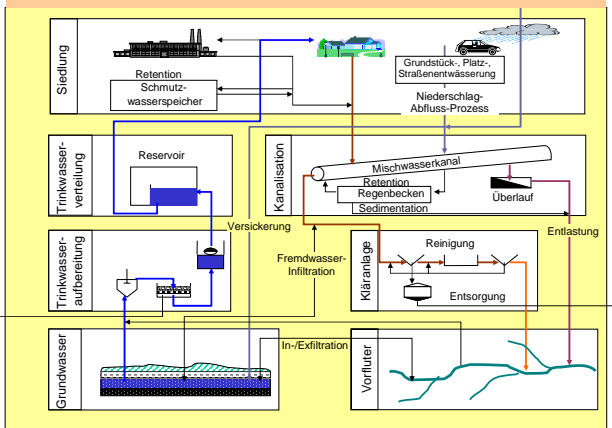 Siedlung
Retention
Schmutz-
wasserspeicher
Grundstück-, Platz-,
Straßenentwässerung
Niederschlag-
Abfluss-Prozess
Trinkwasser-
verteilung
Reservoir
Kanalisation
Mischwasserkanal
Retention
Regenbecken
Sedimentation
Überlauf
Versickerung
Entlastung
Trinkwasser-
aufbereitung
Fremdwasser-
Infiltration
Kläranlage
Reinigung
Entsorgung
Grundwasser
In-/Exfiltration
Vorfluter